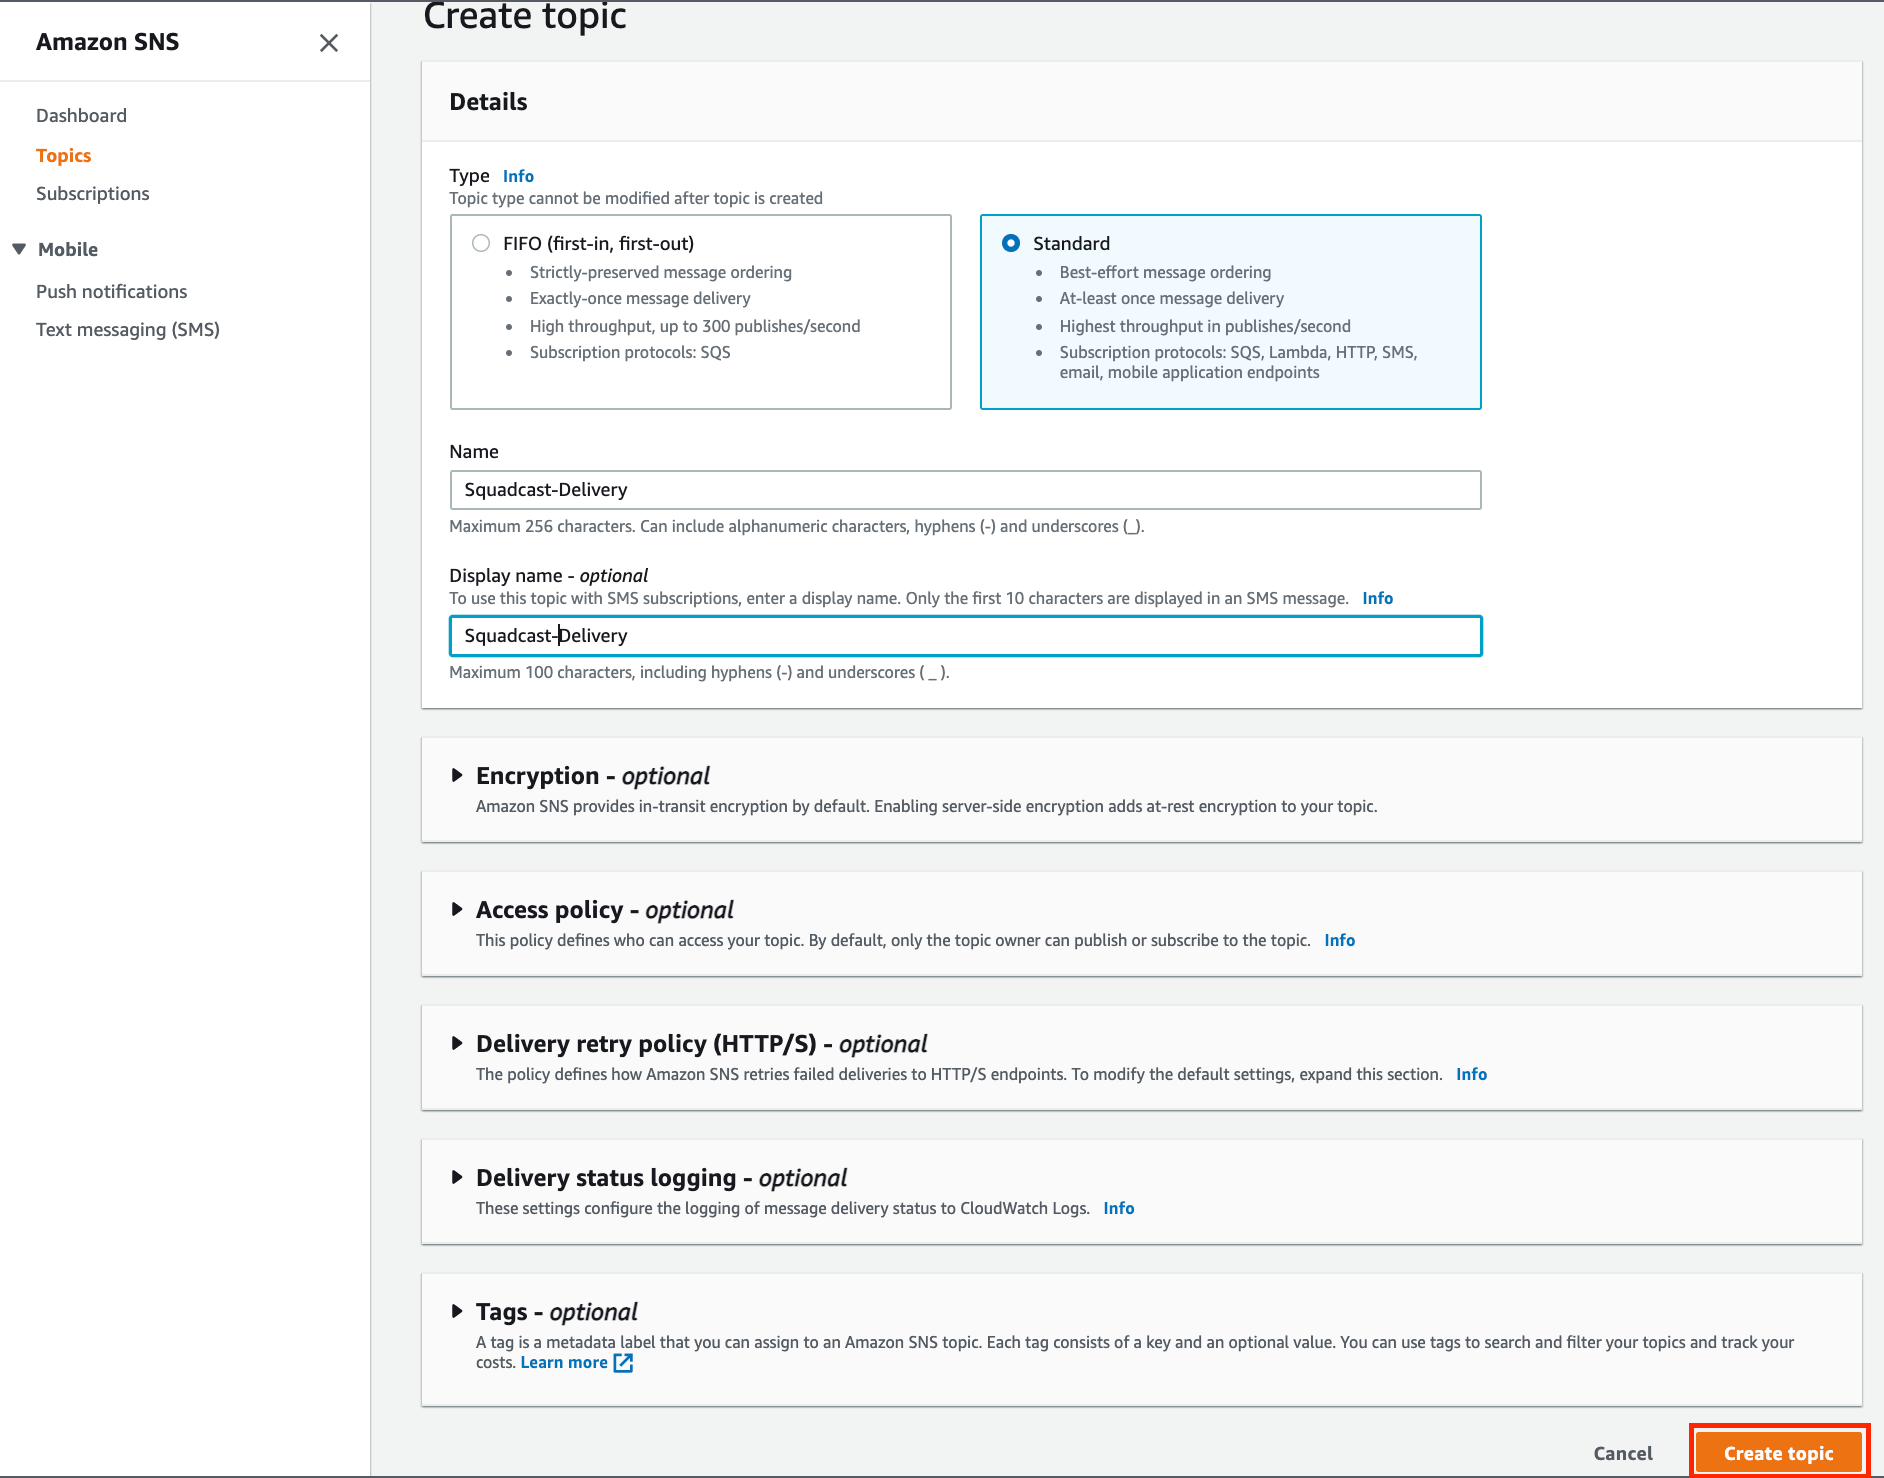 Amazon SNS
Dashboard
Topics
Subscriptions
Mobile
Push notifications
Text messaging (SMS)
Create topic
Details
Type Info
Topic type cannot be modified after topic is created
FIFO (first-in, first-out)
• Strictly-preserved message ordering
• Exactly-once message delivery
• High throughput, up to 300 publishes/second
• Subscription protocols: SQS
Standard
• Best-effort message ordering
• At-least once message delivery
• Highest throughput in publishes/second
• Subscription protocols: SQS, Lambda, HTTP, SMS,
email, mobile application endpoints
Name
Squadcast-Delivery
Maximum 256 characters. Can include alphanumeric characters, hyphens (-) and underscores (_).
Display name - optional
To use this topic with SMS subscriptions, enter a display name. Only the first 10 characters are displayed in an SMS message. Info
Squadcast-Delivery
Maximum 100 characters, including hyphens (-) and underscores ( _ ).
Encryption - optional
Amazon SNS provides in-transit encryption by default. Enabling server-side encryption adds at-rest encryption to your topic.
Access policy - optional
This policy defines who can access your topic. By default, only the topic owner can publish or subscribe to the topic. Info
Delivery retry policy (HTTP/S) - optional
The policy defines how Amazon SNS retries failed deliveries to HTTP/S endpoints. To modify the default settings, expand this section. Info
Delivery status logging - optional
These settings configure the logging of message delivery status to CloudWatch Logs. Info
Tags - optional
A tag is a metadata label that you can assign to an Amazon SNS topic. Each tag consists of a key and an optional value. You can use tags to search and filter your topics and track your
costs. Learn more
Cancel
Create topic